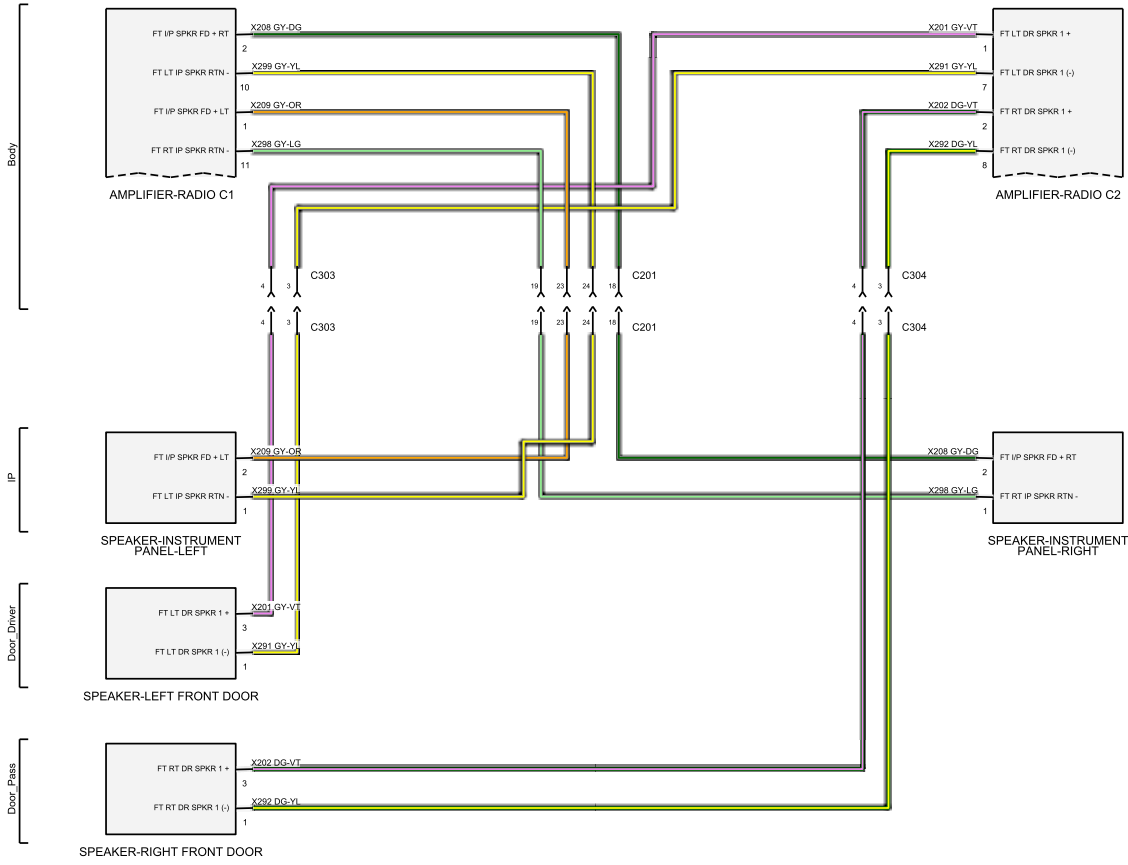 Body
FT I/P SPKR FD + RT
X208 GY-DG
2
FT LT IP SPKR RTN -
X299 GY-YL
10
FT I/P SPKR FD + LT
X209 GY-OR
1
FT RT IP SPKR RTN -
X298 GY-LG
11
AMPLIFIER-RADIO C1
X201 GY-VT
FT LT DR SPKR 1 +
1
X291 GY-YL
FT LT DR SPKR 1 (-)
7
X202 DG-VT
FT RT DR SPKR 1 +
2
X292 DG-YL
FT RT DR SPKR 1 (-)
8
AMPLIFIER-RADIO C2
4 3 C303
19 23 24 18 C201
4 3 C304
4 3 C303
19 23 24 18 C201
4 3 C304
IP
FT I/P SPKR FD + LT
X209 GY-OR
2
FT LT IP SPKR RTN -
X299 GY-YL
1
SPEAKER-INSTRUMENT
PANEL-LEFT
X208 GY-DG
FT I/P SPKR FD + RT
2
X298 GY-LG
FT RT IP SPKR RTN -
1
SPEAKER-INSTRUMENT
PANEL-RIGHT
Door_Driver
FT LT DR SPKR 1 +
X201 GY-VT
3
FT LT DR SPKR 1 (-)
X291 GY-YL
1
SPEAKER-LEFT FRONT DOOR
Door_Pass
FT RT DR SPKR 1 +
X202 DG-VT
3
FT RT DR SPKR 1 (-)
X292 DG-YL
1
SPEAKER-RIGHT FRONT DOOR